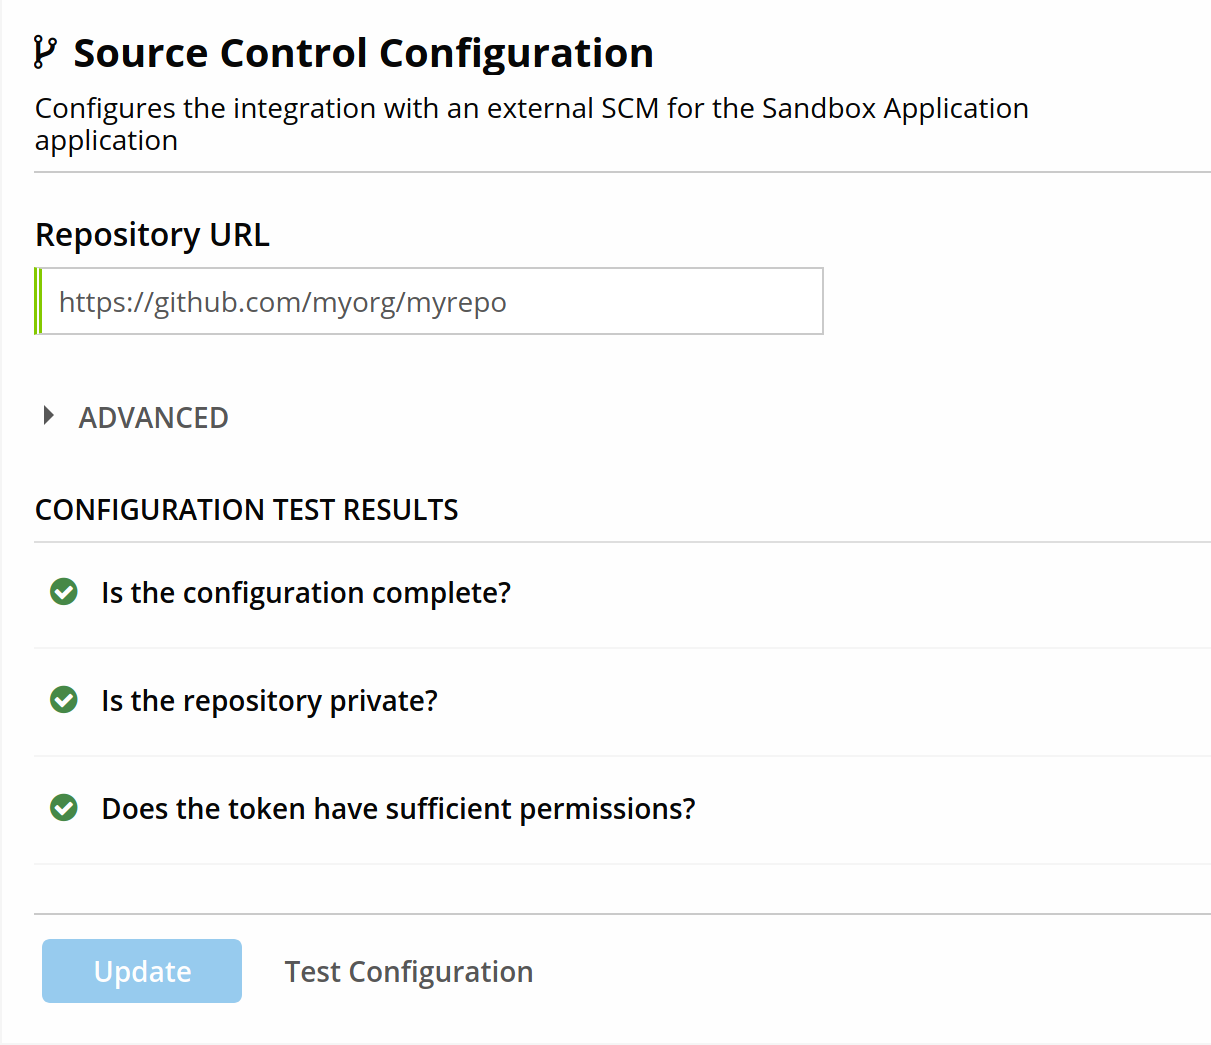 Source Control Configuration
Configures the integration with an external SCM for the Sandbox Application
application
Repository URL
https://github.com/myorg/myrepo
ADVANCED
CONFIGURATION TEST RESULTS
Is the configuration complete?
Is the repository private?
Does the token have sufficient permissions?
Update
Test Configuration